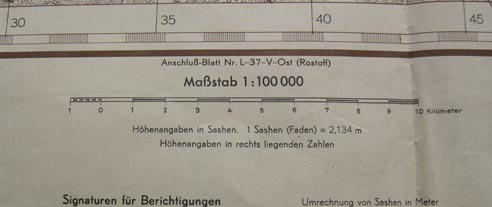 30 35 40 45
Anschluß-Blatt Nr. L-37-V-Ost (Rostoff)
Maßstab 1:100 000
1 0 1 2 3 4 5 6 7 8 9 10 Kilometer
Höhenangaben in Sashen. 1 Sashen (Faden) = 2,134 m
Höhenangaben in rechts liegenden Zahlen
Signaturen für Berichtigungen Umrechnung von Sashen in Meter